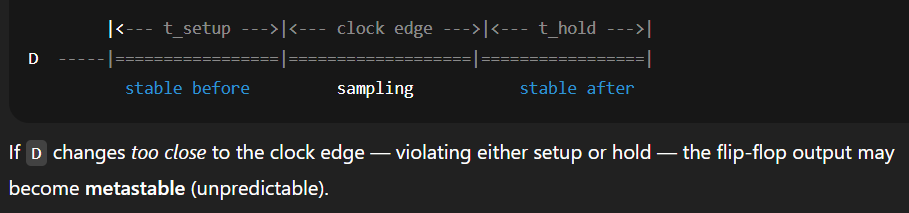 |<--- t_setup --->|<--- clock edge --->|<--- t_hold --->|
D -----|=================|===================|=================|
stable before sampling stable after
If D changes too close to the clock edge — violating either setup or hold — the flip-flop output may
become metastable (unpredictable).